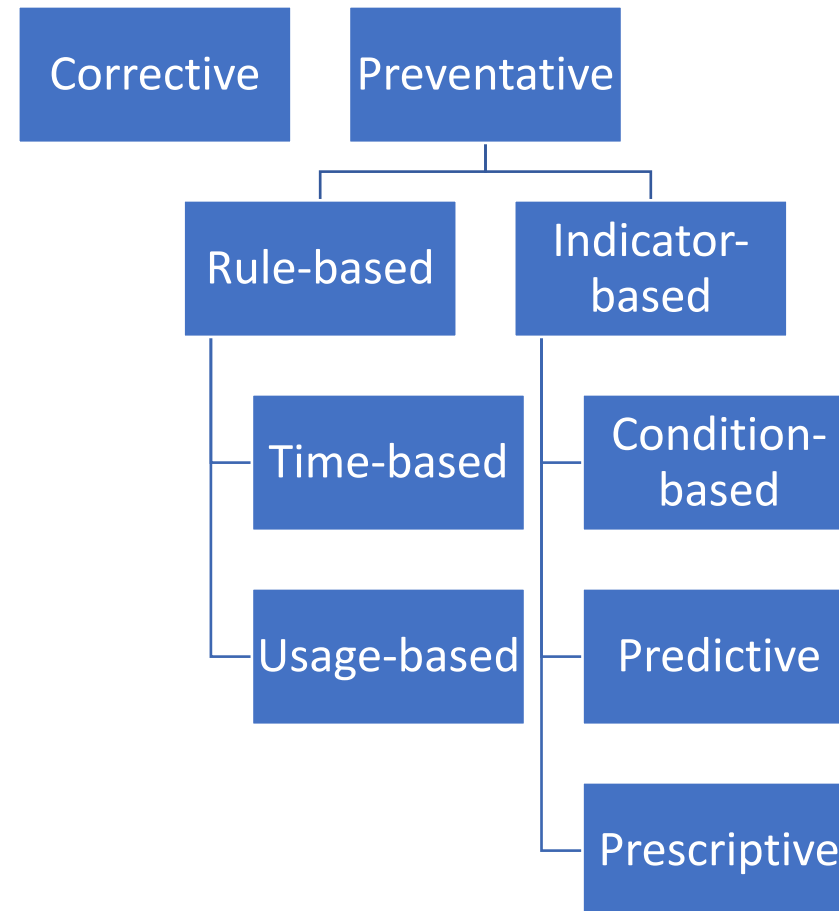 Corrective
Preventative
Rule-based
Indicator-
based
Time-based
Condition-
based
Usage-based
Predictive
Prescriptive